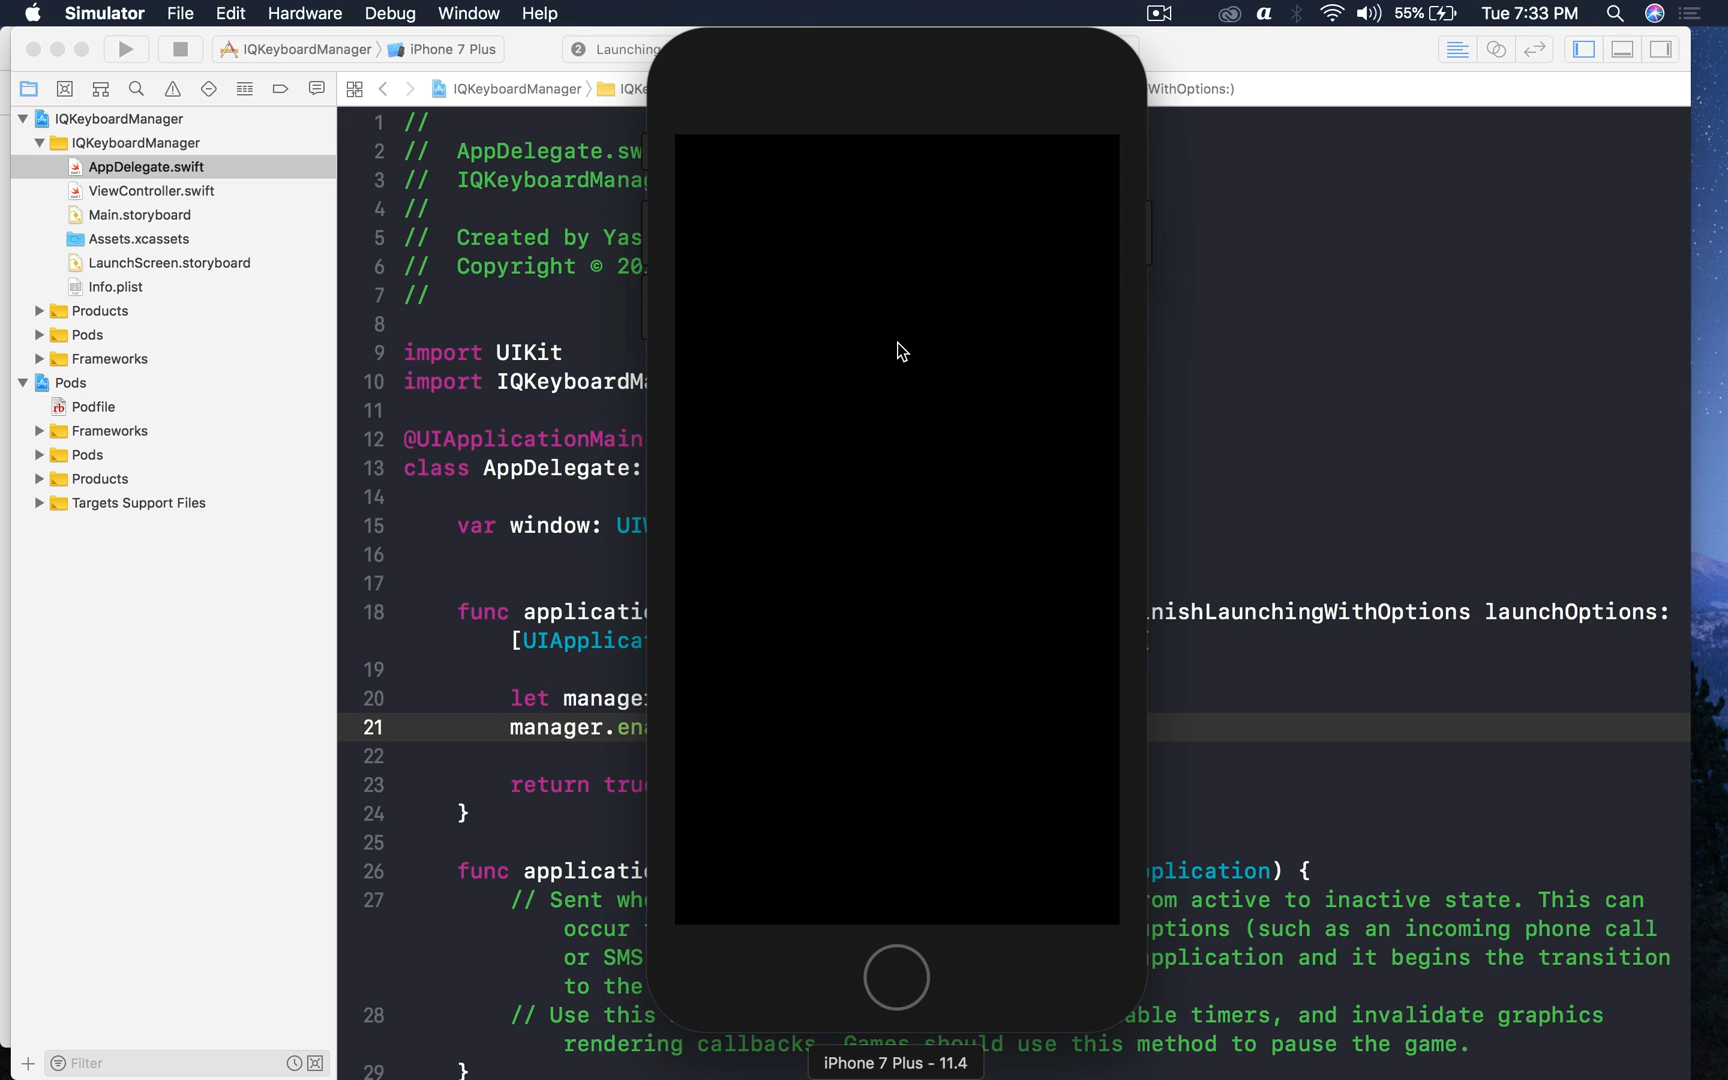 Simulator File Edit Hardware Debug Window Help 55% Tue 7:33 PM
IQKeyboardManager iPhone 7 Plus 2 Launching
IQKeyboardManager IQKe WithOptions:)
IQKeyboardManager
IQKeyboardManager
AppDelegate.swift
ViewController.swift
Main.storyboard
Assets.xcassets
LaunchScreen.storyboard
Info.plist
Products
Pods
Frameworks
Pods
Podfile
Frameworks
Pods
Products
Targets Support Files
Filter
1 //
2 // AppDelegate.sw
3 // IQKeyboardMana
4 //
5 // Created by Yas
6 // Copyright © 20
7 //
8
9 import UIKit
10 import IQKeyboardM
11
12 @UIApplicationMain
13 class AppDelegate:
14
15 var window: UIW
16
17
18 func applicati nishLaunchingWithOptions launchOptions:
[UIApplica
19
20 let manage
21 manager.ena
22
23 return tru
24 }
25
26 func applicati plication) {
27 // Sent wh om active to inactive state. This can
occur ptions (such as an incoming phone call
or SMS pplication and it begins the transition
to the
28 // Use this able timers, and invalidate graphics
rendering callbacks. Games should use this method to pause the game.
29 }
iPhone 7 Plus - 11.4